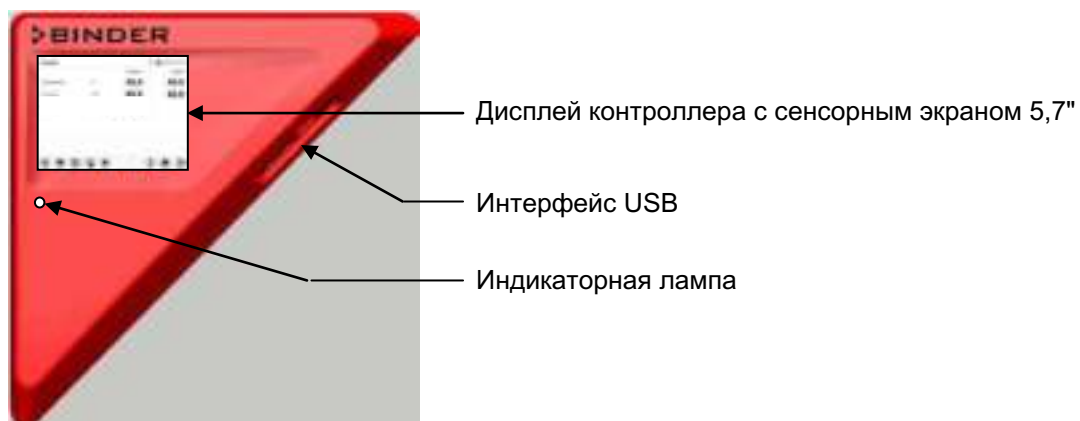 BINDER
Дисплей контроллера с сенсорным экраном 5,7"
Интерфейс USB
Индикаторная лампа